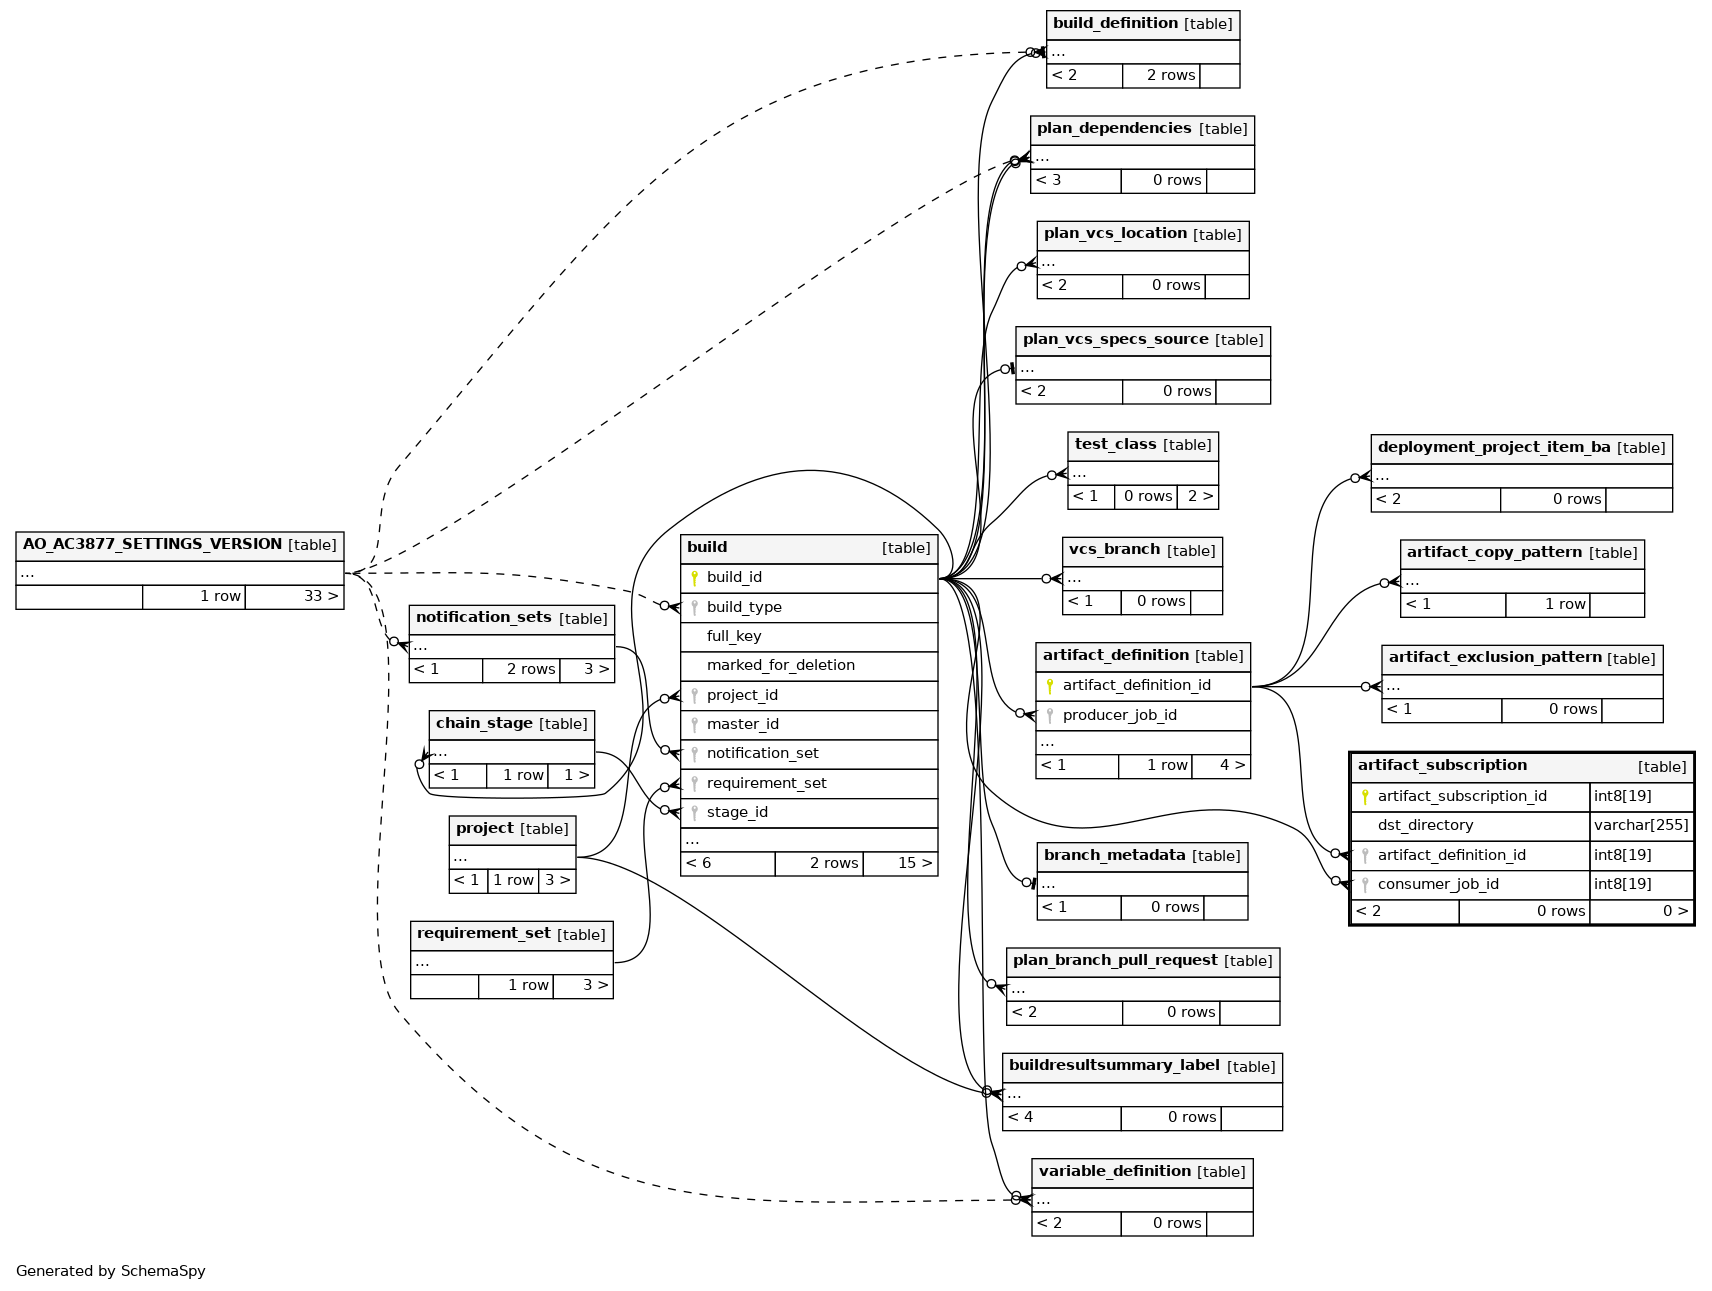 build_definition [table]
...
< 2 2 rows
plan_dependencies [table]
...
< 3 0 rows
plan_vcs_location [table]
...
< 2 0 rows
plan_vcs_specs_source [table]
...
< 2 0 rows
test_class [table]
...
< 1 0 rows 2 >
vcs_branch [table]
...
< 1 0 rows
artifact_definition [table]
artifact_definition_id
producer_job_id
...
< 1 1 row 4 >
branch_metadata [table]
...
< 1 0 rows
plan_branch_pull_request [table]
...
< 2 0 rows
buildresultsummary_label [table]
...
< 4 0 rows
variable_definition [table]
...
< 2 0 rows
deployment_project_item_ba [table]
...
< 2 0 rows
artifact_copy_pattern [table]
...
< 1 1 row
artifact_exclusion_pattern [table]
...
< 1 0 rows
artifact_subscription [table]
artifact_subscription_id int8[19]
dst_directory varchar[255]
artifact_definition_id int8[19]
consumer_job_id int8[19]
< 2 0 rows 0 >
AO_AC3877_SETTINGS_VERSION [table]
...
1 row 33 >
notification_sets [table]
...
< 1 2 rows 3 >
chain_stage [table]
...
< 1 1 row 1 >
project [table]
...
< 1 1 row 3 >
requirement_set [table]
...
1 row 3 >
build [table]
build_id
build_type
full_key
marked_for_deletion
project_id
master_id
notification_set
requirement_set
stage_id
...
< 6 2 rows 15 >
Generated by SchemaSpy